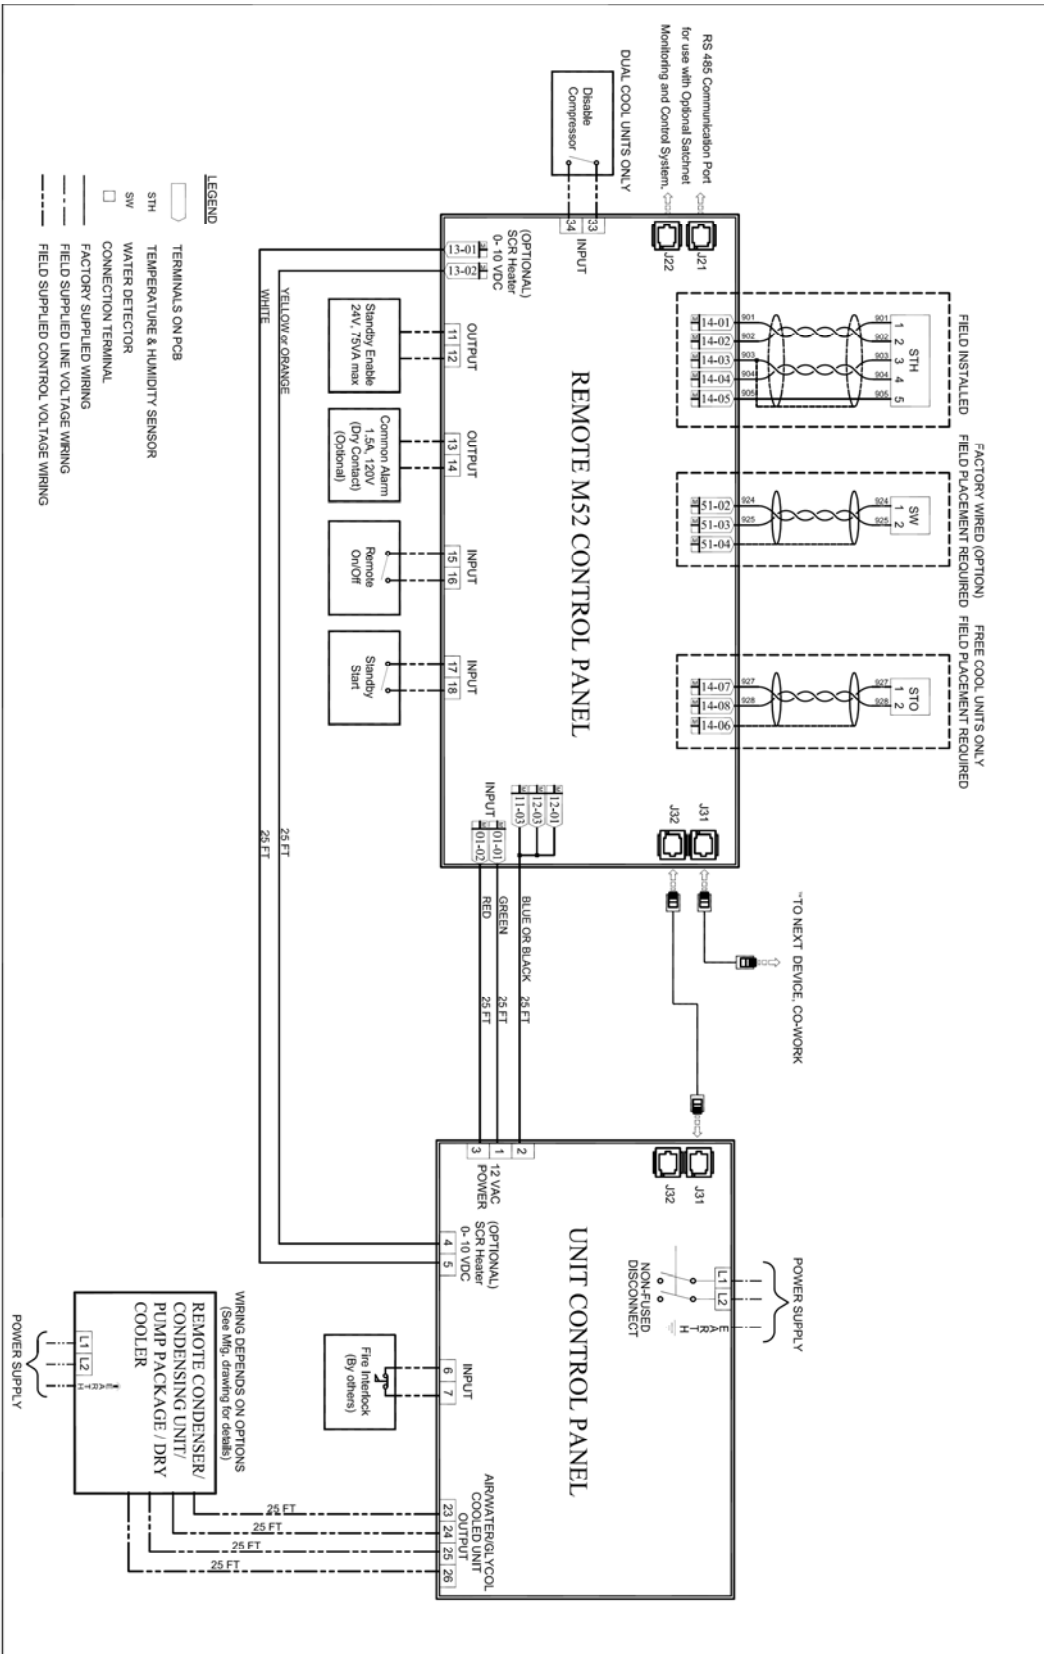 RS 485 Communication Port
for use with Optional Satchnet
Monitoring and Control System.
J21
J22
DUAL COOL UNITS ONLY
Disable
Compressor
33
34
INPUT
FIELD INSTALLED
STH
1
2
3
4
5
901
902
903
904
905
901
902
903
904
905
14-01
14-02
14-03
14-04
14-05
FACTORY WIRED (OPTION)
FIELD PLACEMENT REQUIRED
SW
1
2
924
925
924
925
51-02
51-03
51-04
FREE COOL UNITS ONLY
FIELD PLACEMENT REQUIRED
STO
1
2
927
928
927
928
14-07
14-08
14-06
J31
J32
"TO NEXT DEVICE, CO-WORK
REMOTE M52 CONTROL PANEL
(OPTIONAL)
SCR Heater
0- 10 VDC
13-01
13-02
OUTPUT
11
12
Standby Enable
24V, 75VA max
OUTPUT
13
14
Common Alarm
1.5A, 120V
(Dry Contact)
(Optional)
INPUT
15
16
Remote
On/Off
INPUT
17
18
Standby
Start
12-01
12-03
11-03
INPUT
01-01
01-02
BLUE OR BLACK
25 FT
GREEN
25 FT
RED
25 FT
YELLOW or ORANGE
25 FT
WHITE
25 FT
POWER SUPPLY
L1
L2
EARTH
NON-FUSED
DISCONNECT
J31
J32
UNIT CONTROL PANEL
2
1
3
12 VAC
POWER
(OPTIONAL)
SCR Heater
0- 10 VDC
4
5
INPUT
6
7
Fire Interlock
(By others)
AIR/WATER/GLYCOL
COOLED UNIT
OUTPUT
23
24
25
26
25 FT
25 FT
25 FT
25 FT
WIRING DEPENDS ON OPTIONS
(See Mfg. drawing for details)
REMOTE CONDENSER/
CONDENSING UNIT/
PUMP PACKAGE / DRY
COOLER
L1
L2
EARTH
POWER SUPPLY
LEGEND
TERMINALS ON PCB
STH TEMPERATURE & HUMIDITY SENSOR
SW WATER DETECTOR
CONNECTION TERMINAL
FACTORY SUPPLIED WIRING
FIELD SUPPLIED LINE VOLTAGE WIRING
FIELD SUPPLIED CONTROL VOLTAGE WIRING